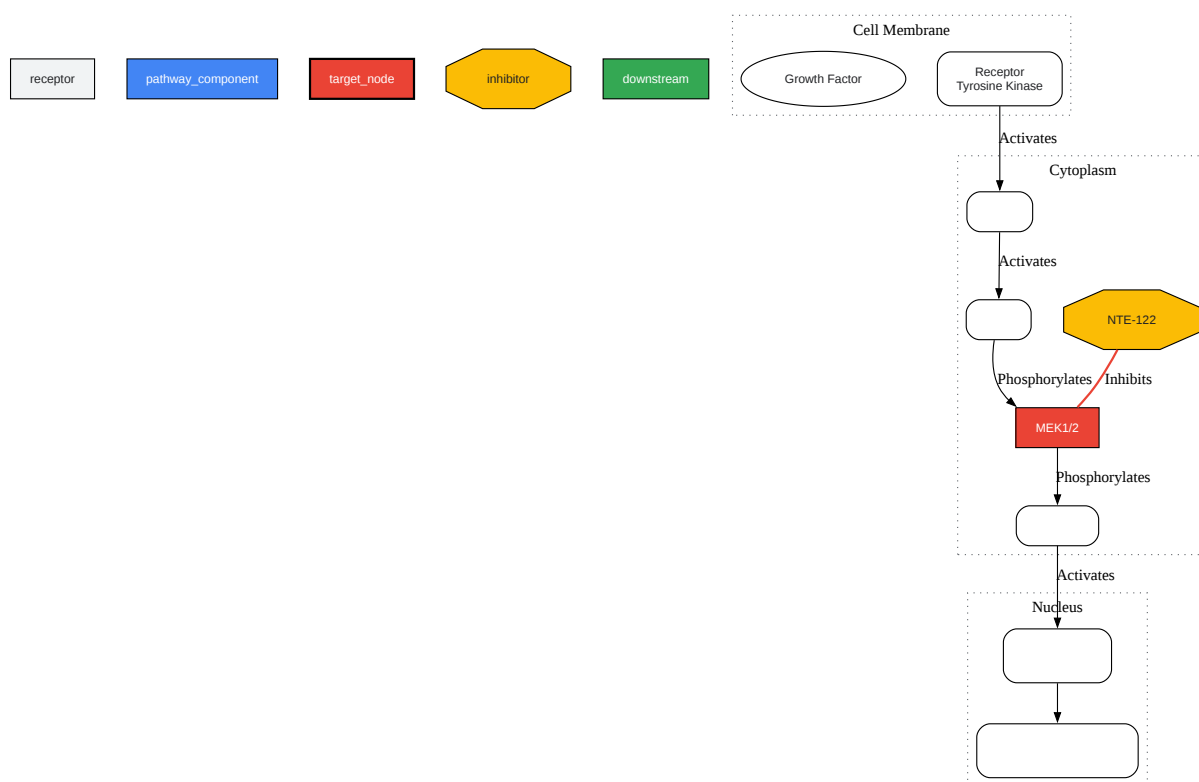 receptor
pathway_component
target_node
inhibitor
downstream
Cell Membrane
Growth Factor
Receptor
Tyrosine Kinase
Activates
Cytoplasm
Activates
NTE-122
Phosphorylates
Inhibits
MEK1/2
Phosphorylates
Activates
Nucleus